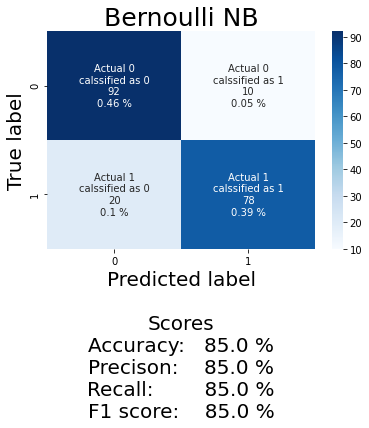 Bernoulli NB
True label
0
Actual 0
calssified as 0
92
0.46 %
Actual 0
calssified as 1
10
0.05 %
1
Actual 1
calssified as 0
20
0.1 %
Actual 1
calssified as 1
78
0.39 %
0
1
Predicted label
90
80
70
60
50
40
30
20
10
Scores
Accuracy: 85.0 %
Precison: 85.0 %
Recall: 85.0 %
F1 score: 85.0 %